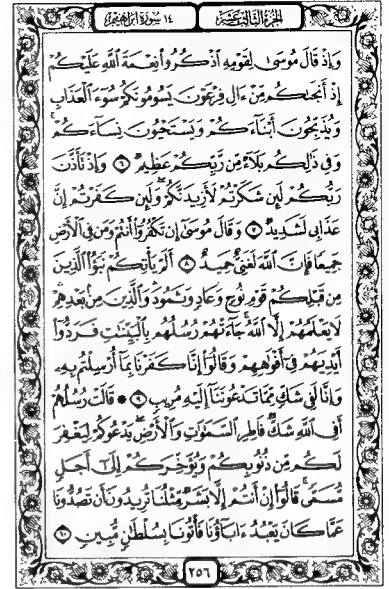 الجزء الثالث عشر
١٤ سورة ابراهيم
وَإِذْ قَالَ مُوسَىٰ لِقَوْمِهِ ٱذْكُرُوا۟ نِعْمَةَ ٱللَّهِ عَلَيْكُمْ
إِذْ أَنجَىٰكُم مِّنْ ءَالِ فِرْعَوْنَ يَسُومُونَكُمْ سُوٓءَ ٱلْعَذَابِ
وَيُذَبِّحُونَ أَبْنَآءَكُمْ وَيَسْتَحْيُونَ نِسَآءَكُمْ ۚ
وَفِى ذَٰلِكُم بَلَآءٌ مِّن رَّبِّكُمْ عَظِيمٌ ٦ وَإِذْ تَأَذَّنَ
رَبُّكُمْ لَئِن شَكَرْتُمْ لَأَزِيدَنَّكُمْ ۖ وَلَئِن كَفَرْتُمْ إِنَّ
عَذَابِى لَشَدِيدٌ ٧ وَقَالَ مُوسَىٰٓ إِن تَكْفُرُوٓا۟ أَنتُمْ وَمَن فِى ٱلْأَرْضِ
جَمِيعًا فَإِنَّ ٱللَّهَ لَغَنِىٌّ حَمِيدٌ ٨ أَلَمْ يَأْتِكُمْ نَبَؤُا۟ ٱلَّذِينَ
مِن قَبْلِكُمْ قَوْمِ نُوحٍ وَعَادٍ وَثَمُودَ ۛ وَٱلَّذِينَ مِنۢ بَعْدِهِمْ ۛ
لَا يَعْلَمُهُمْ إِلَّا ٱللَّهُ ۚ جَآءَتْهُمْ رُسُلُهُم بِٱلْبَيِّنَٰتِ فَرَدُّوٓا۟
أَيْدِيَهُمْ فِىٓ أَفْوَٰهِهِمْ وَقَالُوٓا۟ إِنَّا كَفَرْنَا بِمَآ أُرْسِلْتُم بِهِۦ
وَإِنَّا لَفِى شَكٍّ مِّمَّا تَدْعُونَنَآ إِلَيْهِ مُرِيبٍ ٩ ۞ قَالَتْ رُسُلُهُمْ
أَفِى ٱللَّهِ شَكٌّ فَاطِرِ ٱلسَّمَٰوَٰتِ وَٱلْأَرْضِ ۖ يَدْعُوكُمْ لِيَغْفِرَ
لَكُم مِّن ذُنُوبِكُمْ وَيُؤَخِّرَكُمْ إِلَىٰٓ أَجَلٍ
مُّسَمًّى ۚ قَالُوٓا۟ إِنْ أَنتُمْ إِلَّا بَشَرٌ مِّثْلُنَا تُرِيدُونَ أَن تَصُدُّونَا
عَمَّا كَانَ يَعْبُدُ ءَابَآؤُنَا فَأْتُونَا بِسُلْطَٰنٍ مُّبِينٍ ١٠
٢٥٦